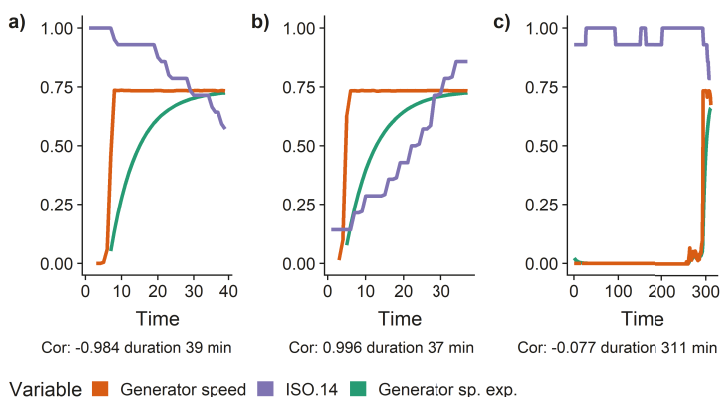 a) b) c)
1.00 1.00 1.00
0.75 0.75 0.75
0.50 0.50 0.50
0.25 0.25 0.25
0.00 0.00 0.00
0 10 20 30 40 0 10 20 30 0 100 200 300
Time Time Time
Cor: -0.984 duration 39 min Cor: 0.996 duration 37 min Cor: -0.077 duration 311 min
Variable Generator speed ISO.14 Generator sp. exp.